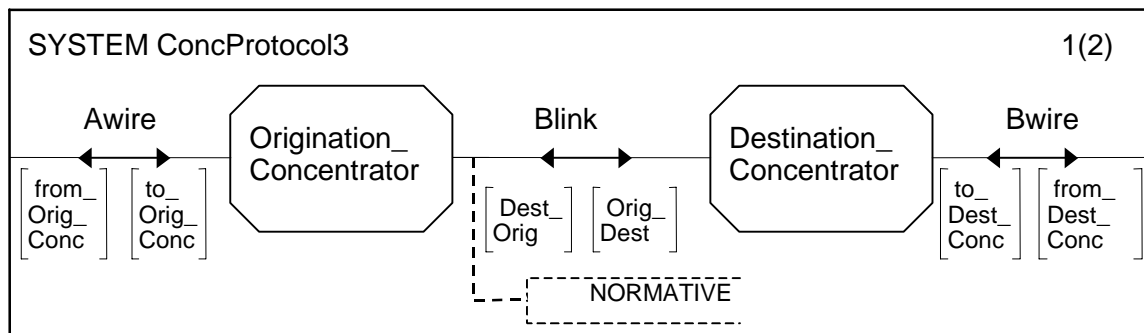 SYSTEM ConcProtocol3 1(2)
Awire
Origination_
Concentrator
Blink
Destination_
Concentrator
Bwire
from_
Orig_
Conc
to_
Orig_
Conc
Dest_
Orig
Orig_
Dest
to_
Dest_
Conc
from_
Dest_
Conc
NORMATIVE